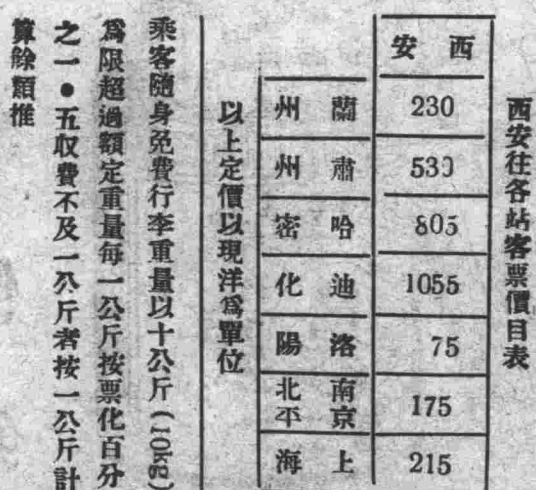 西安往各站客票價目表
西安
蘭州 230
肅州 530
哈密 805
迪化 1055
洛陽 75
南京 北平 175
上海 215
以上定價以現洋爲單位
乘客隨身免費行李重量以十公斤(10kg)
爲限超過額定重量每一公斤按票化百分
之一●五収費不及一公斤者按一公斤計
算餘類推